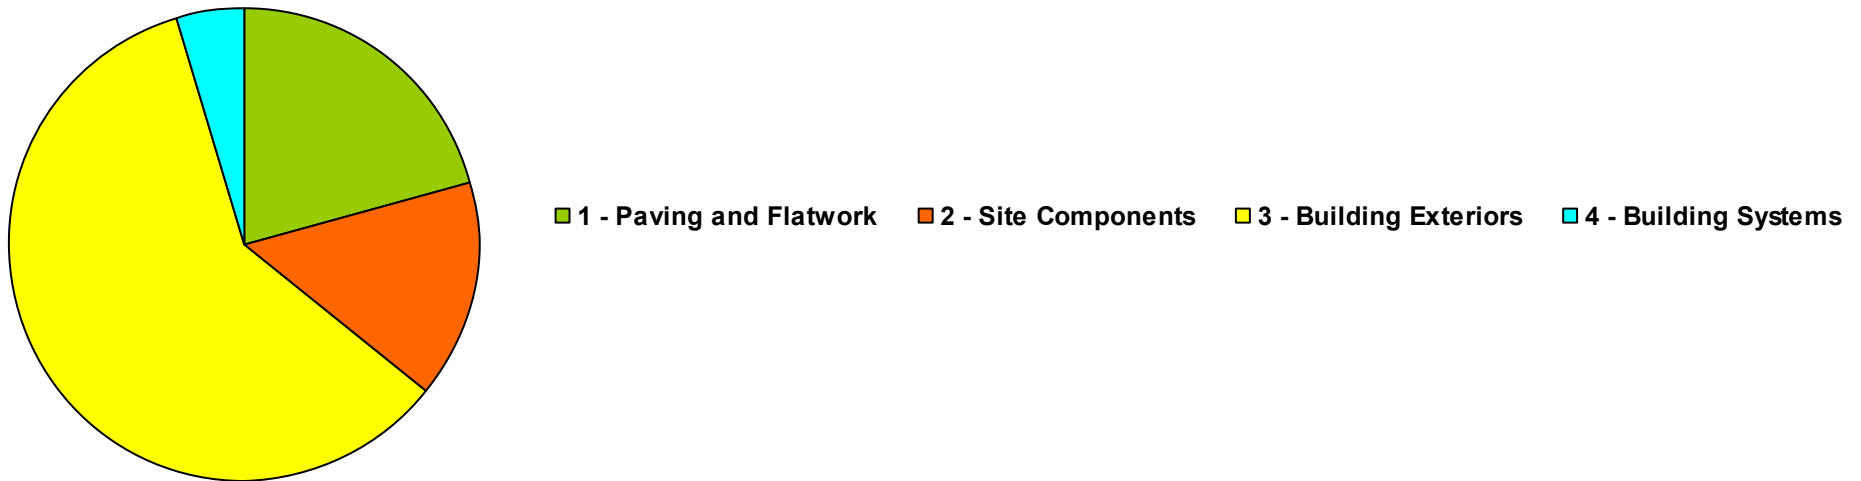 1 - Paving and Flatwork 2 - Site Components 3 - Building Exteriors 4 - Building Systems